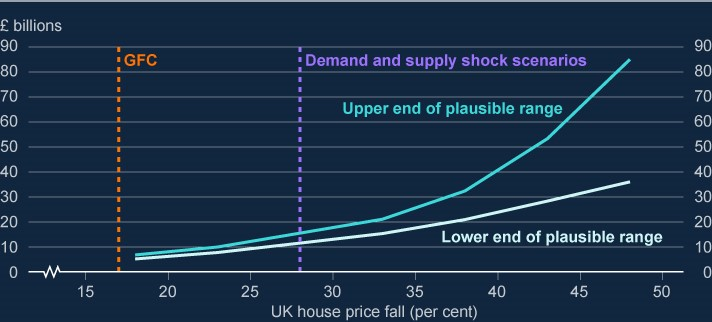 £ billions
90 90
GFC Demand and supply shock scenarios
80 80
70 70
Upper end of plausible range
60 60
50 50
40 40
30 30
20 20
Lower end of plausible range
10 10
0 0
15 20 25 30 35 40 45 50
UK house price fall (per cent)